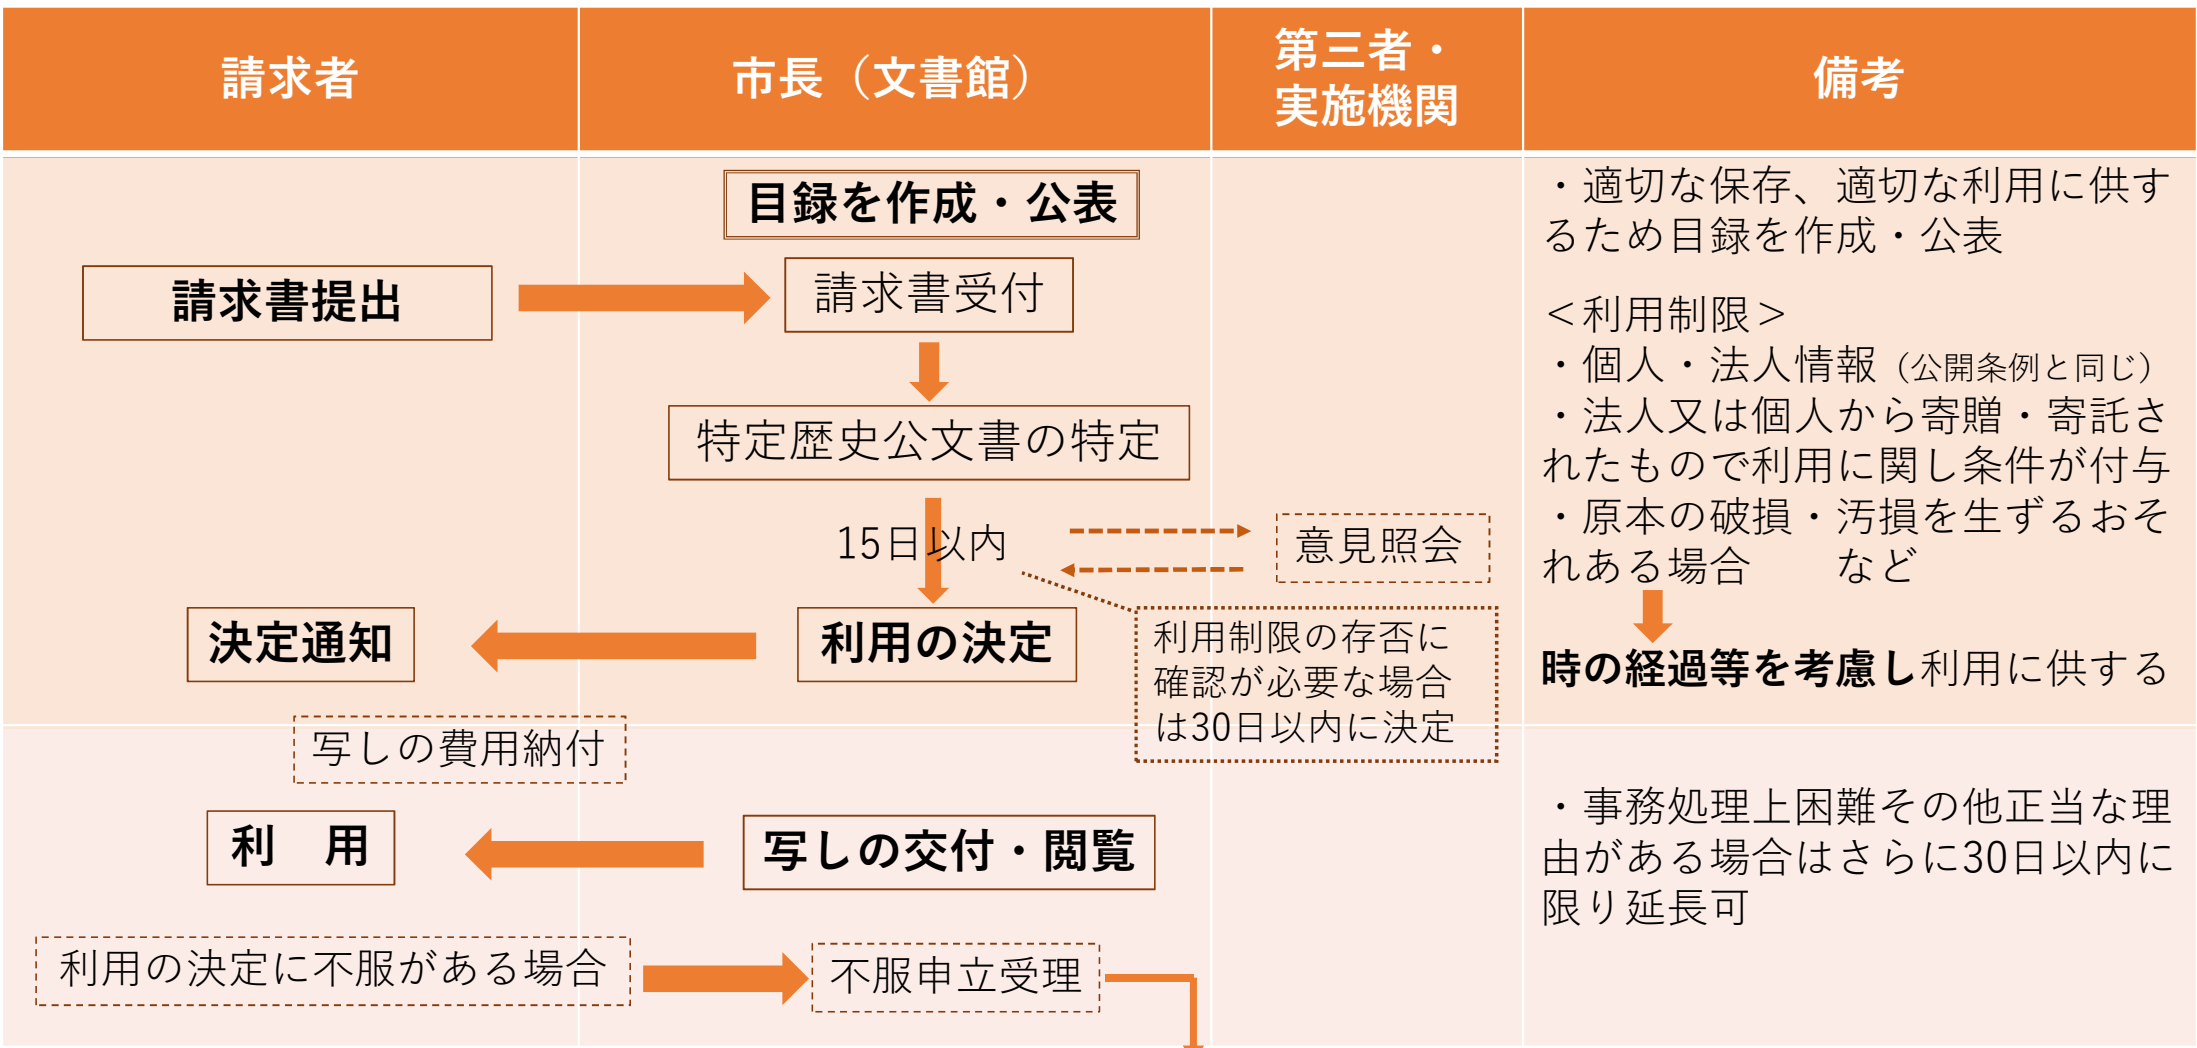 請求者
市長（文書館）
第三者・
実施機関
備考
目録を作成・公表
請求書提出
請求書受付
特定歴史公文書の特定
15日以内
意見照会
決定通知
利用の決定
利用制限の存否に
確認が必要な場合
は30日以内に決定
・適切な保存、適切な利用に供す
るため目録を作成・公表
＜利用制限＞
・個人・法人情報（公開条例と同じ）
・法人又は個人から寄贈・寄託さ
れたもので利用に関し条件が付与
・原本の破損・汚損を生ずるおそ
れある場合　　など
時の経過等を考慮し利用に供する
写しの費用納付
利　用
写しの交付・閲覧
・事務処理上困難その他正当な理
由がある場合はさらに30日以内に
限り延長可
利用の決定に不服がある場合
不服申立受理